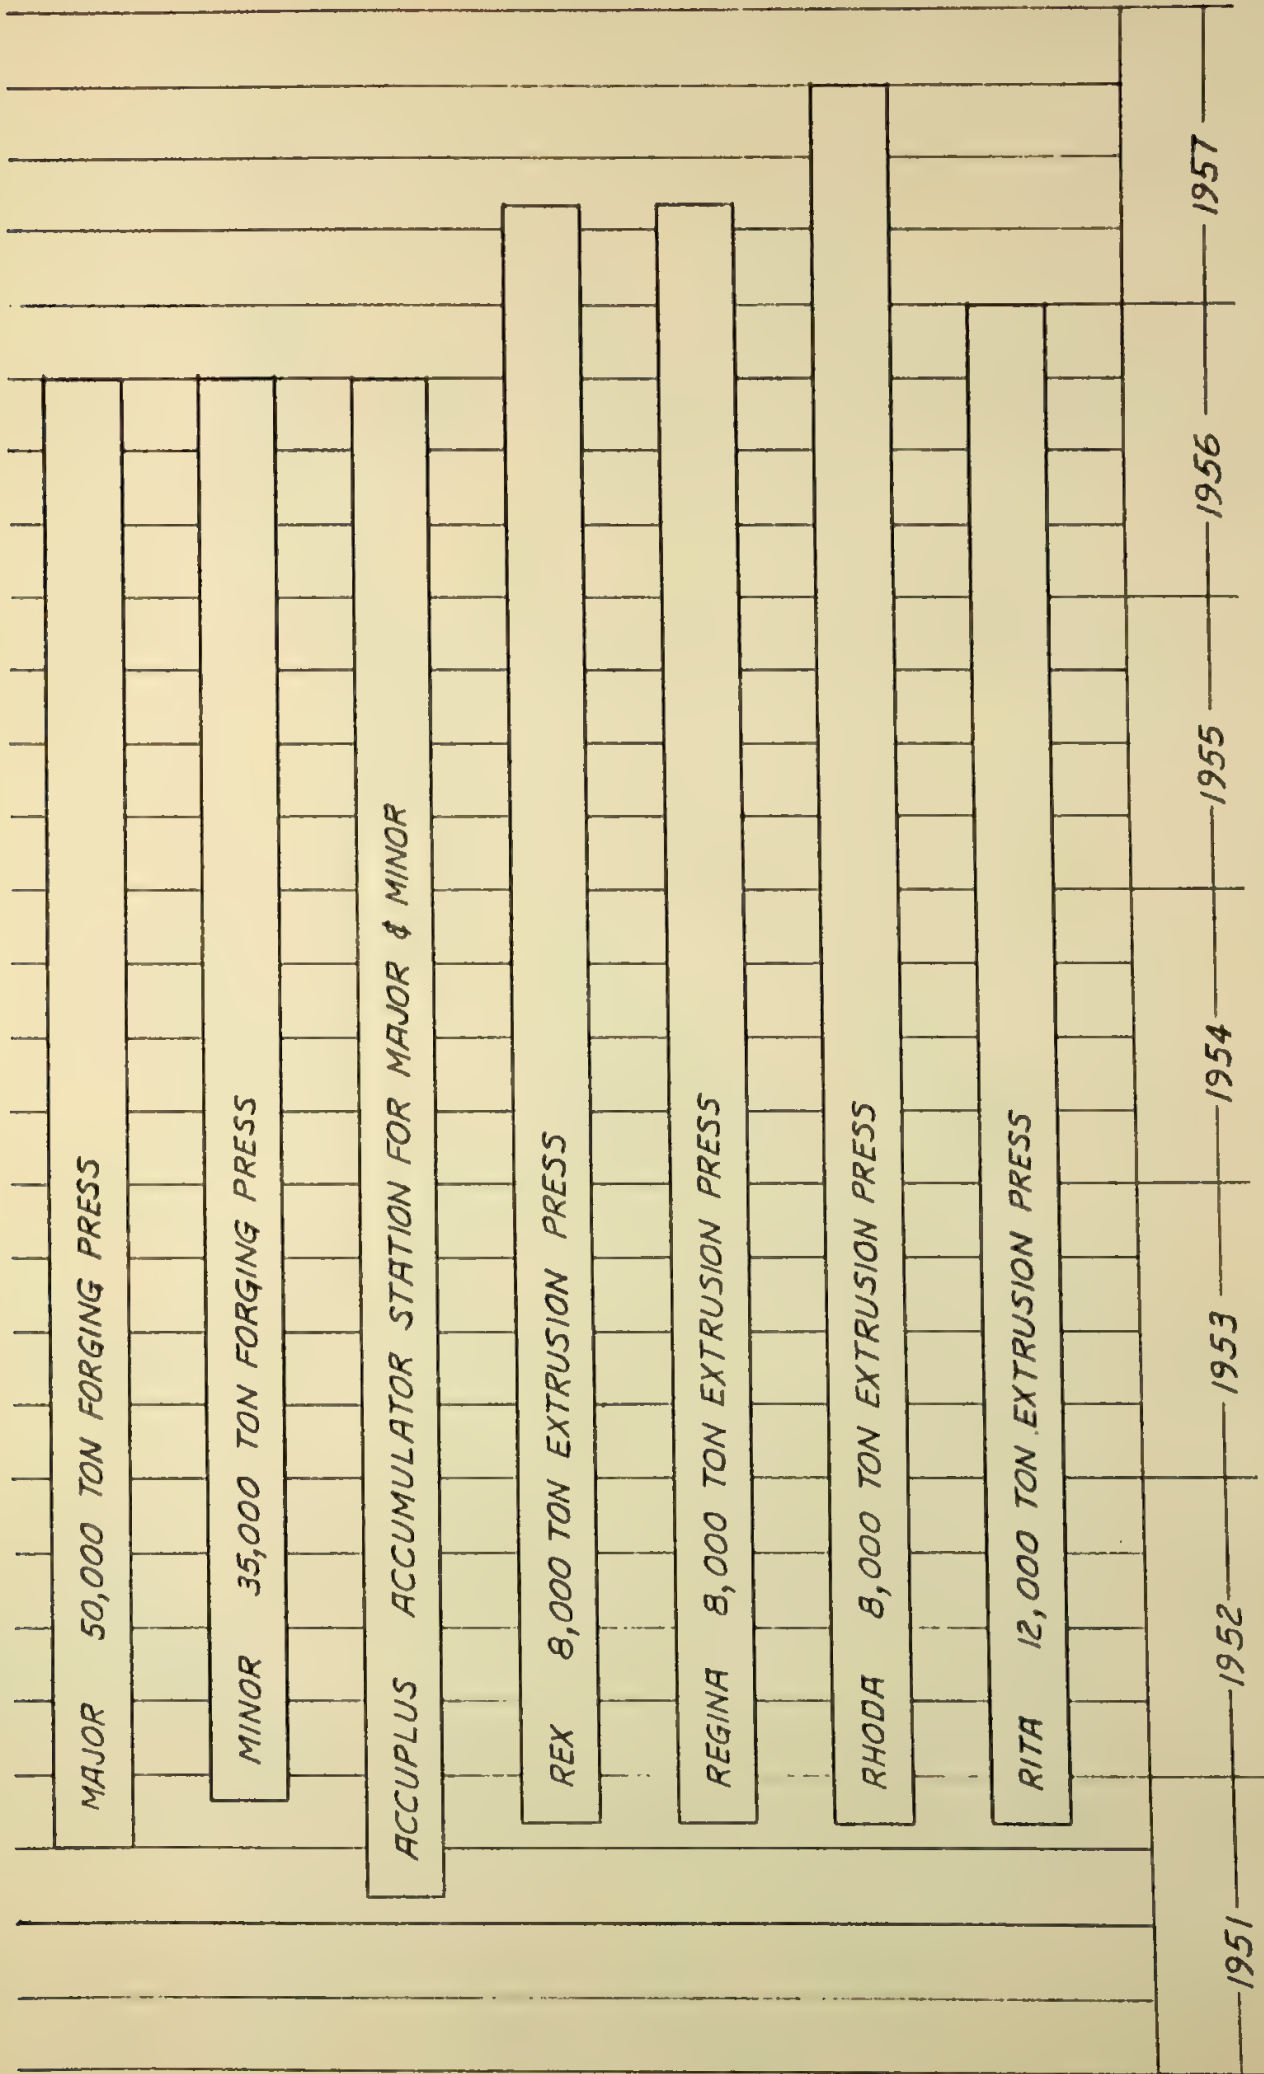 MAJOR 50,000 TON FORGING PRESS
MINOR 35,000 TON FORGING PRESS
ACCUPLUS ACCUMULATOR STATION FOR MAJOR & MINOR
REX 8,000 TON EXTRUSION PRESS
REGINA 8,000 TON EXTRUSION PRESS
RHODA 8,000 TON EXTRUSION PRESS
RITA 12,000 TON EXTRUSION PRESS
1951 1952 1953 1954 1955 1956 1957